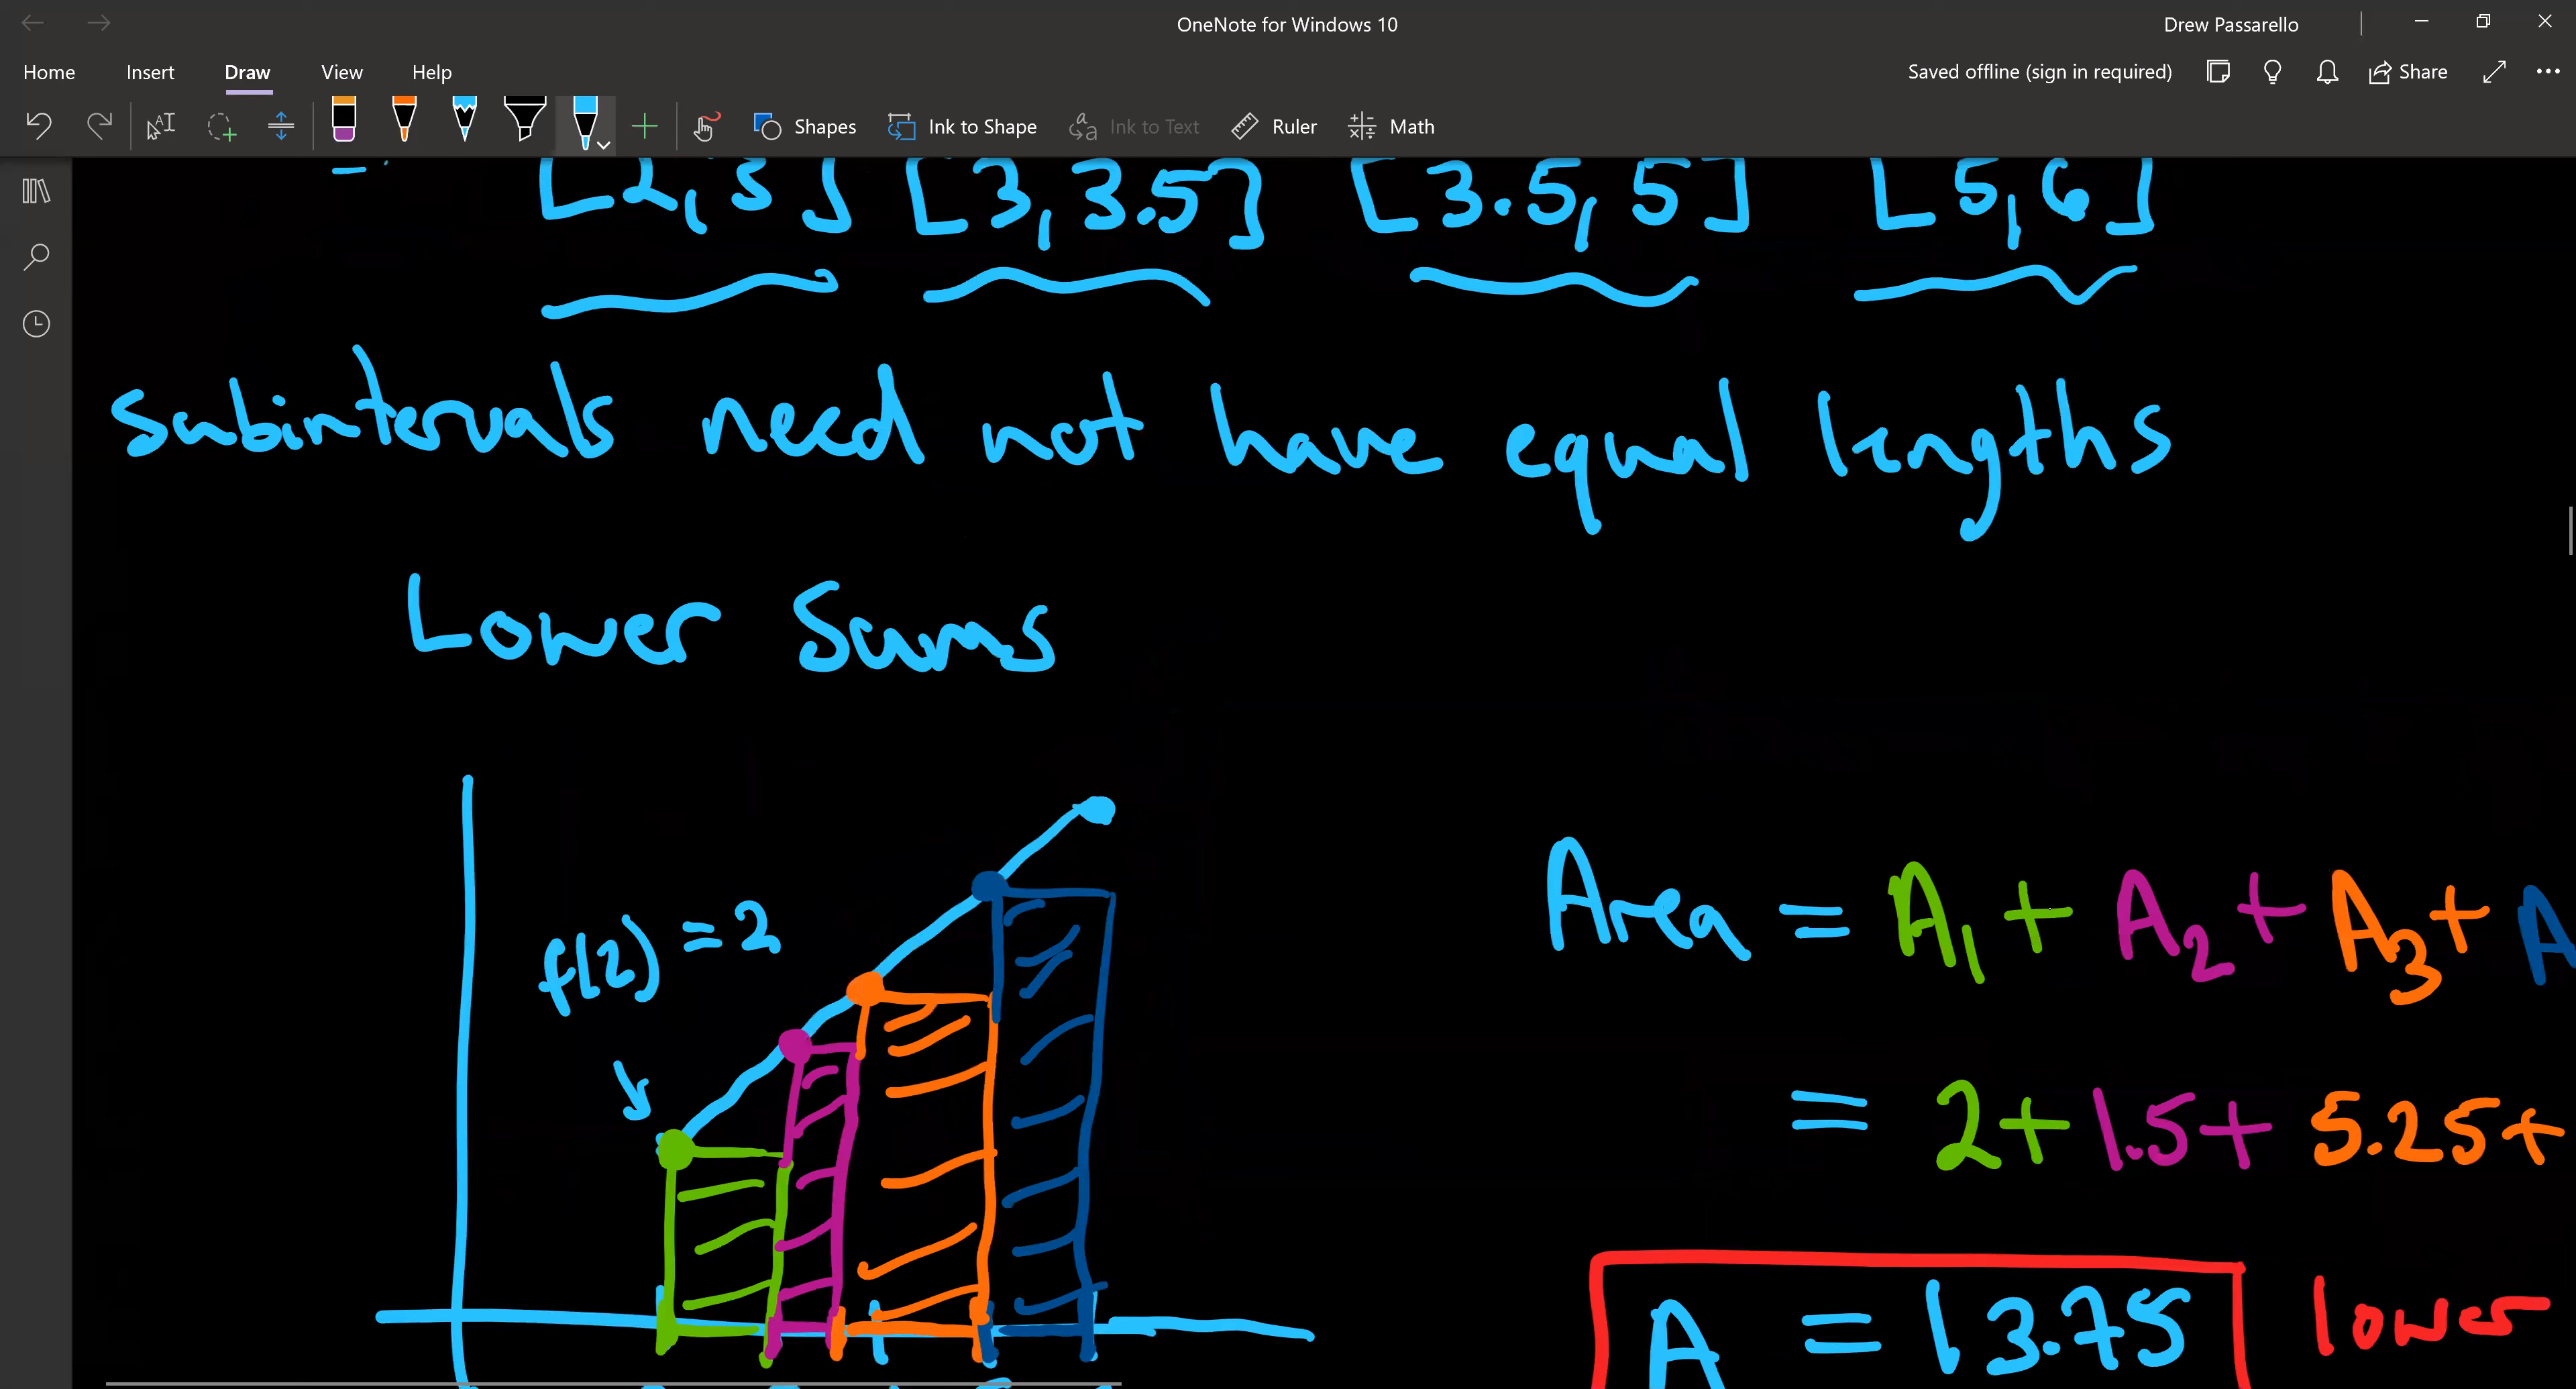 OneNote for Windows 10
Drew Passarello
Home Insert Draw View Help
Saved offline (sign in required) Share
Shapes Ink to Shape Ink to Text Ruler Math
[2,3] [3,3.5] [3.5,5] [5,6]
subintervals need not have equal lengths
Lower Sums
f(2) = 2
Area = A₁ + A₂ + A₃ + A
= 2 + 1.5 + 5.25 +
A = 13.75 lower